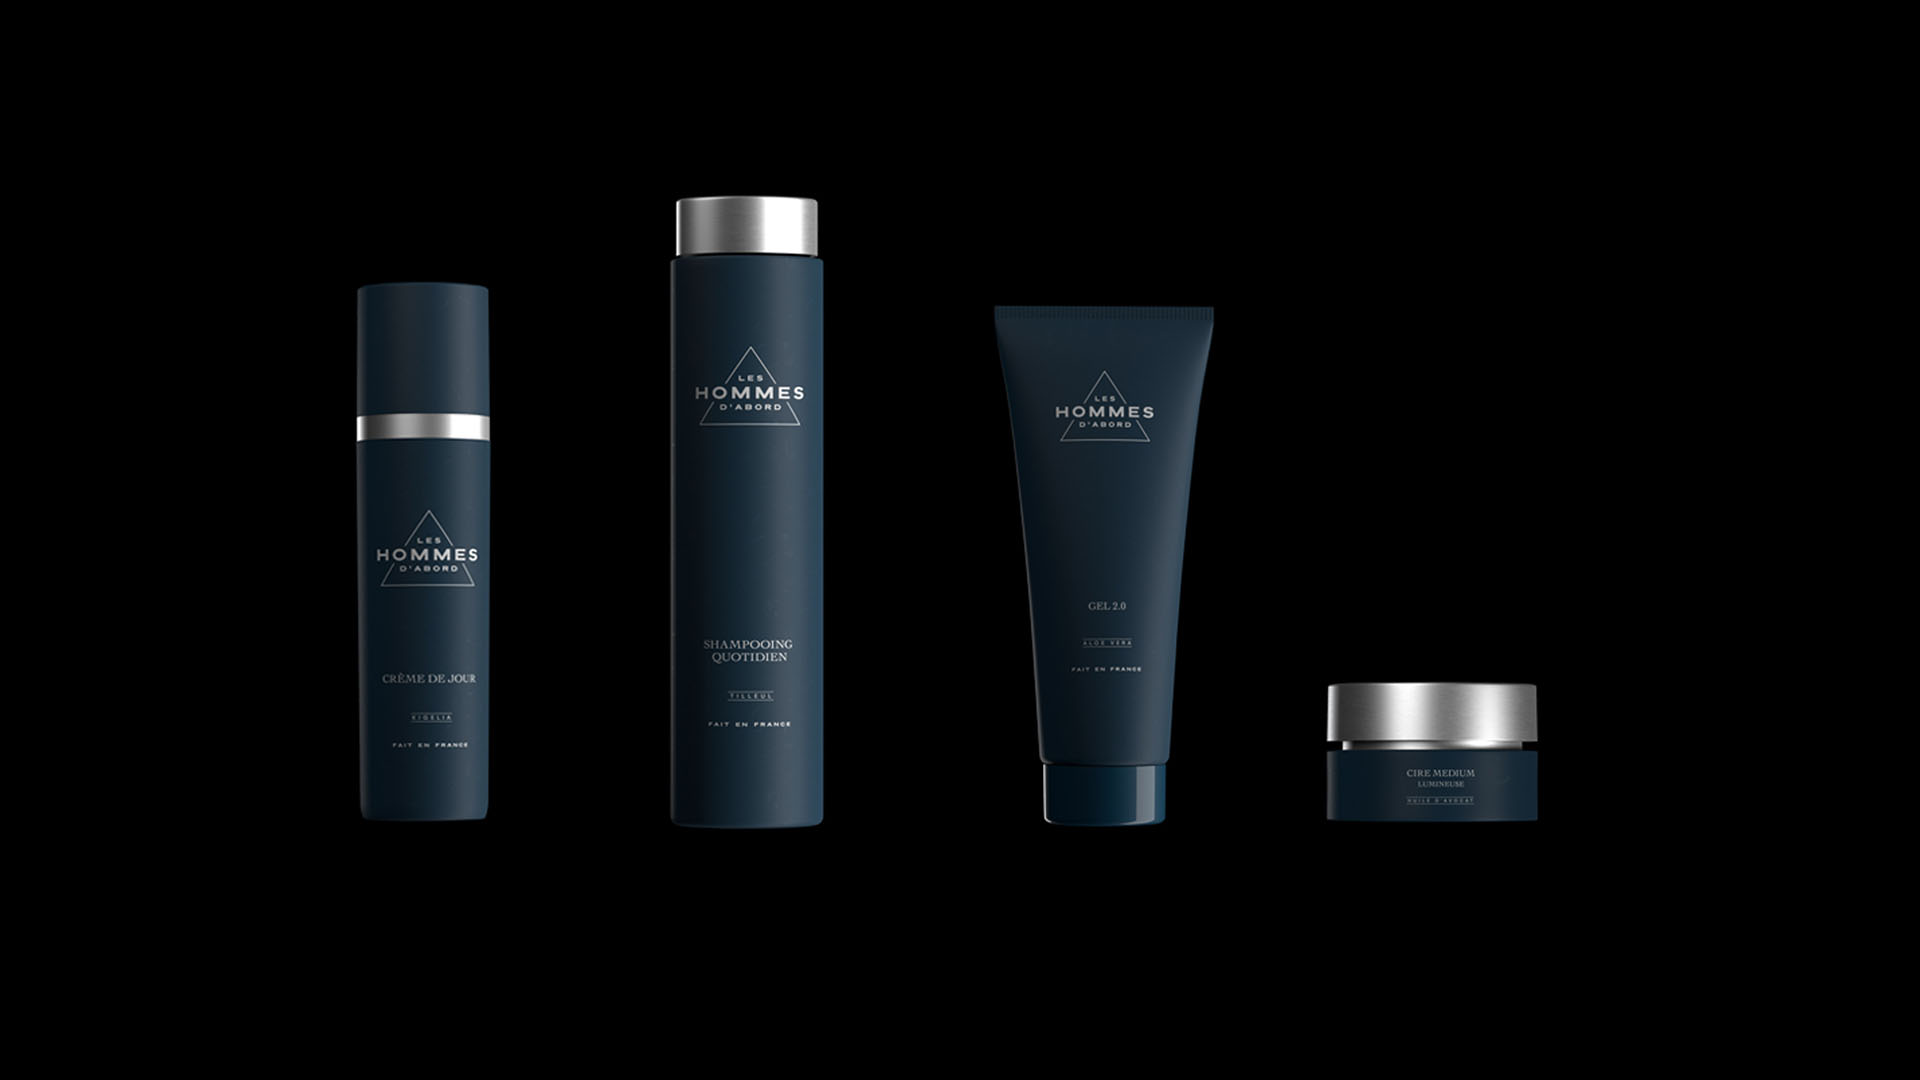 LES
HOMMES
D'ABORD
CRÈME DE JOUR
KIGELIA
FAIT EN FRANCE
LES
HOMMES
D'ABORD
SHAMPOOING
QUOTIDIEN
TILLEUL
FAIT EN FRANCE
LES
HOMMES
D'ABORD
GEL 2.0
ALOE VERA
FAIT EN FRANCE
CIRE MEDIUM
LUMINEUSE
HUILE D'AVOCAT